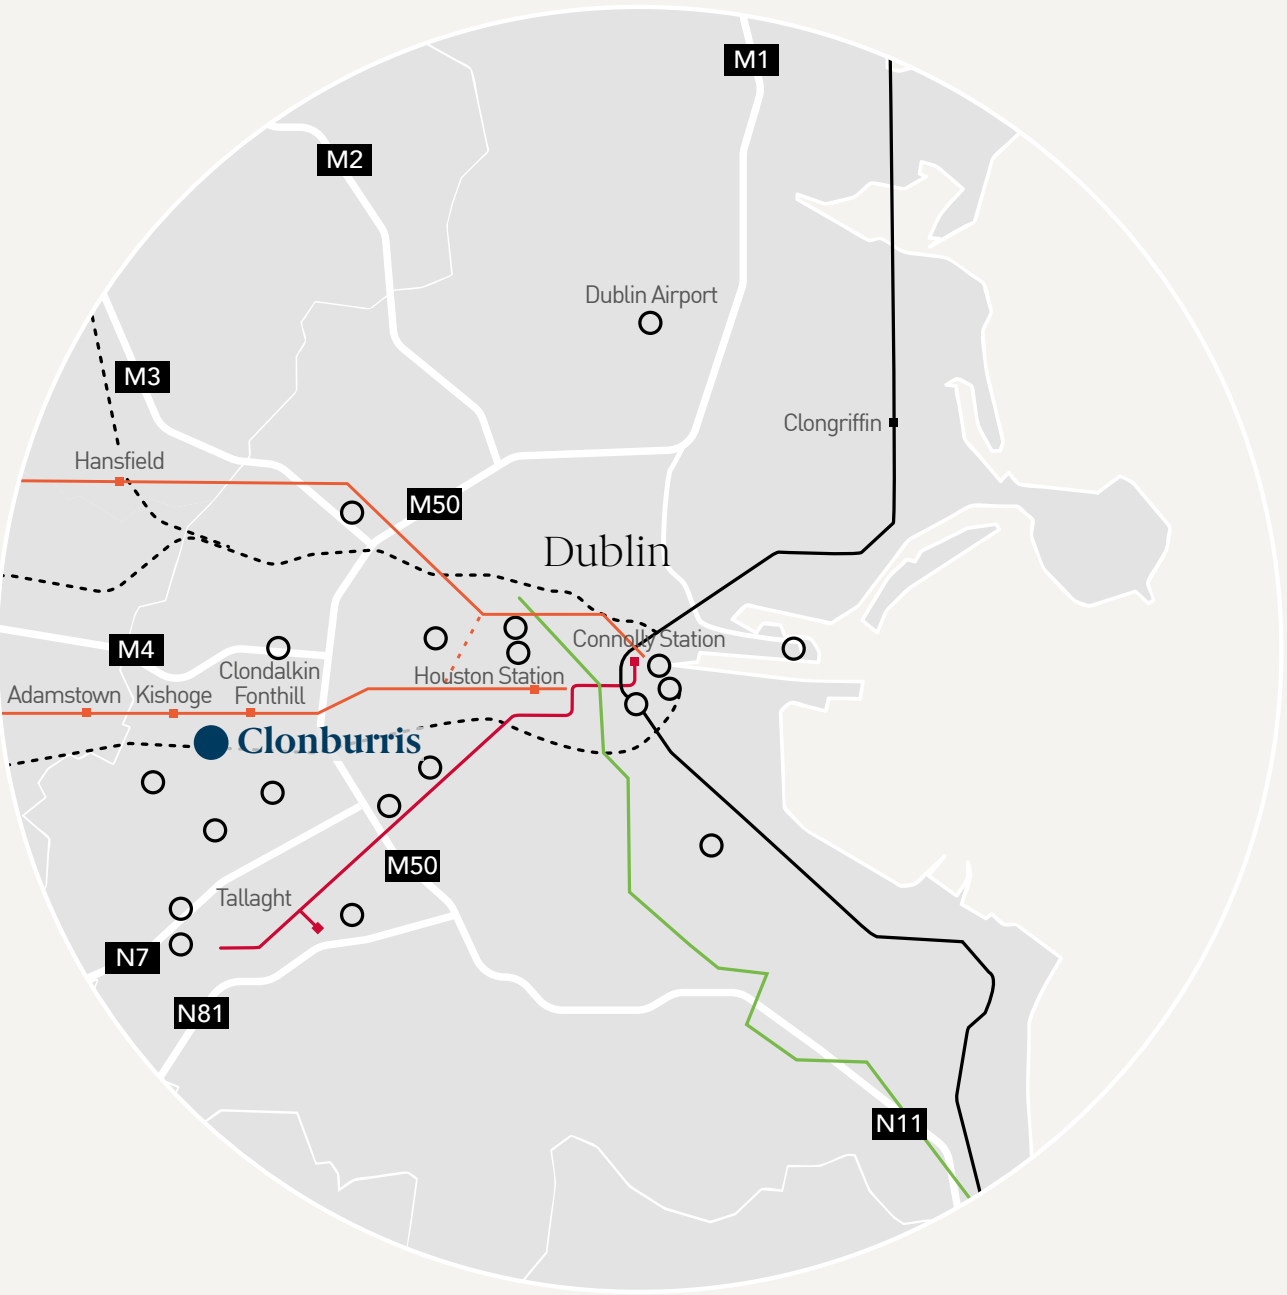 M1
M2
Dublin Airport
M3
Clongriffin
Hansfield
M50
Dublin
Connolly Station
M4
Clondalkin
Fonthill
Houston Station
Adamstown
Kishoge
Clonburris
M50
Tallaght
N7
N81
N11